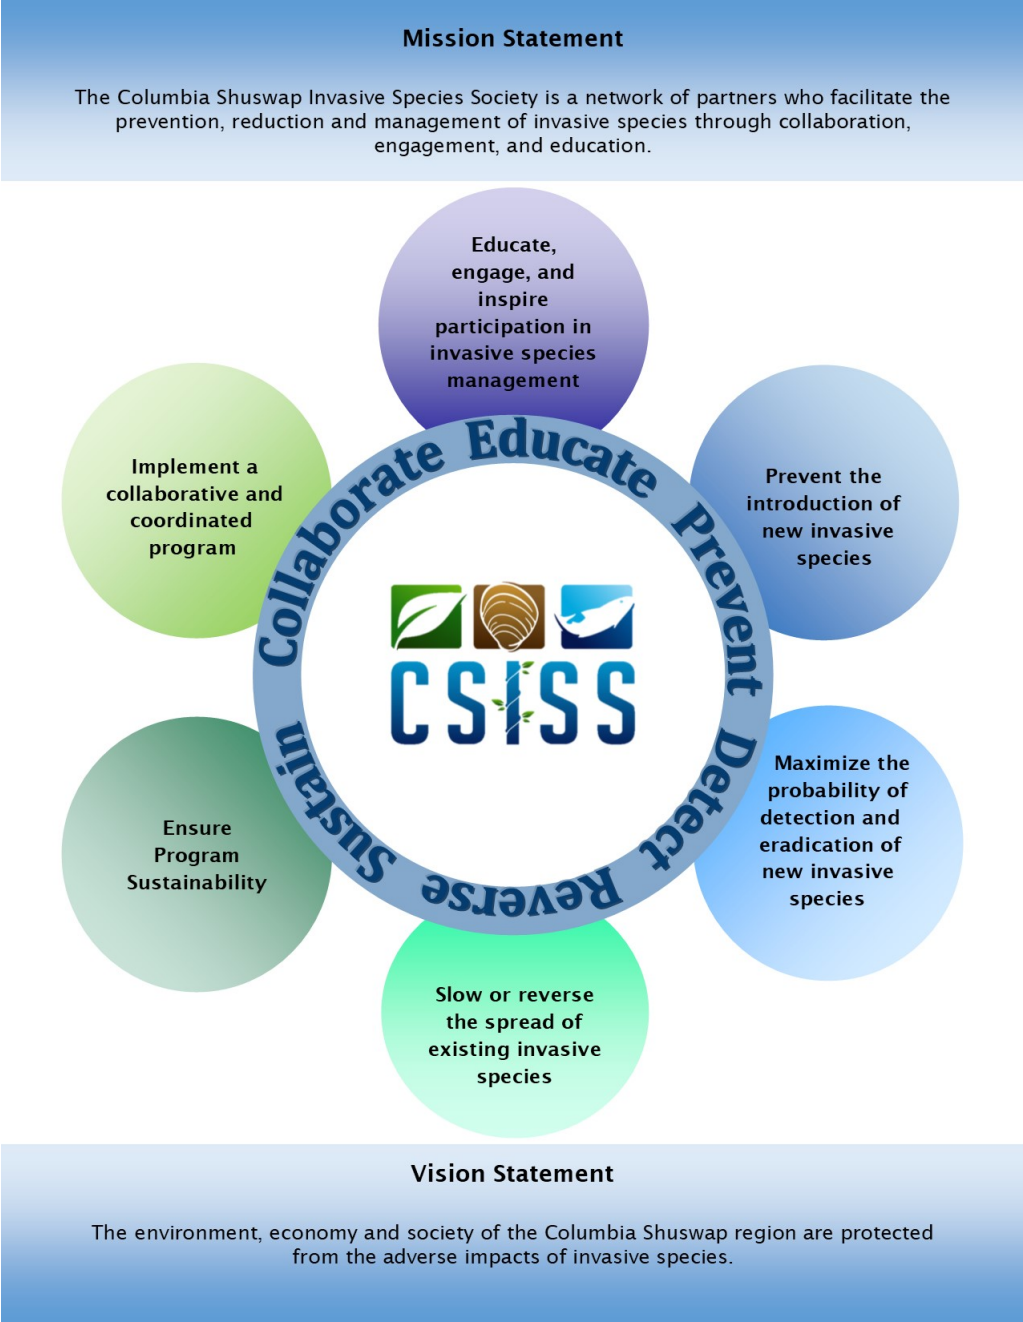 Mission Statement
The Columbia Shuswap Invasive Species Society is a network of partners who facilitate the
prevention, reduction and management of invasive species through collaboration,
engagement, and education.
Educate,
engage, and
inspire
participation in
invasive species
management
Implement a
collaborative and
coordinated
program
Prevent the
introduction of
new invasive
species
Collaborate Educate Prevent Detect Reverse Sustain
CSISS
Ensure
Program
Sustainability
Maximize the
probability of
detection and
eradication of
new invasive
species
Slow or reverse
the spread of
existing invasive
species
Vision Statement
The environment, economy and society of the Columbia Shuswap region are protected
from the adverse impacts of invasive species.